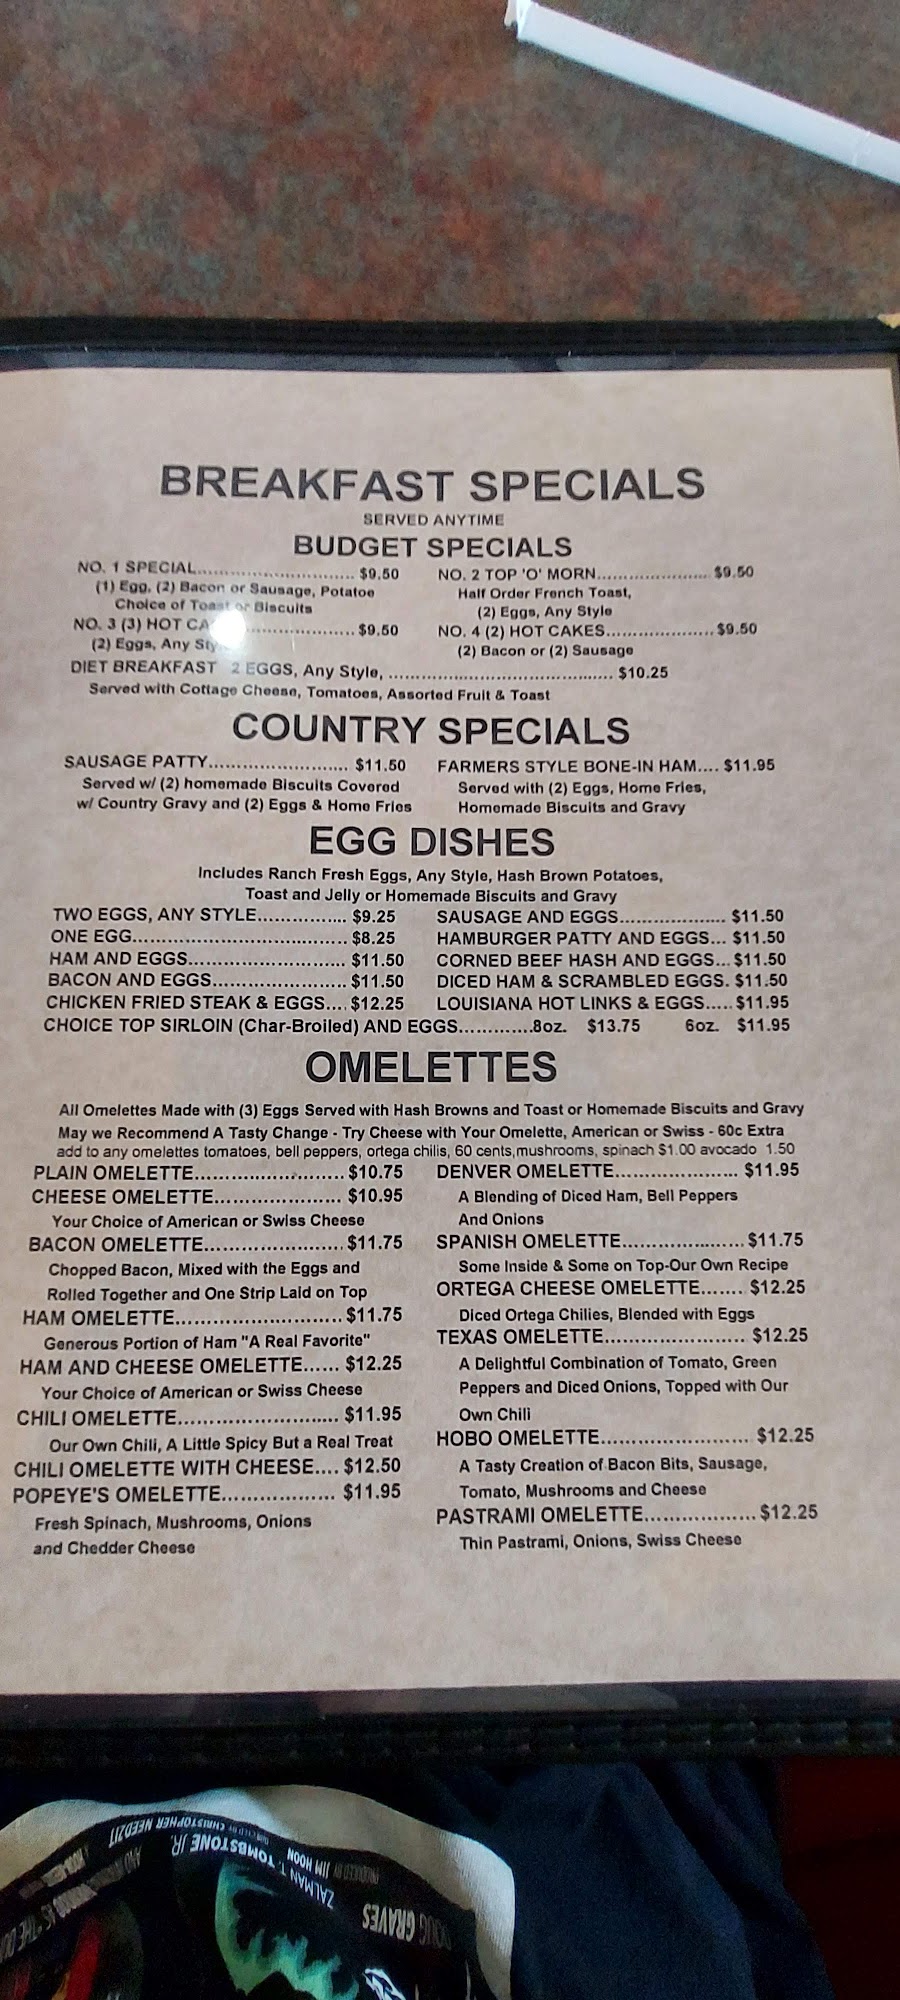 BREAKFAST SPECIALS
SERVED ANYTIME
BUDGET SPECIALS
NO. 1 SPECIAL............................ $9.50
(1) Egg, (2) Bacon or Sausage, Potatoe
Choice of Toast or Biscuits
NO. 2 TOP 'O' MORN...................... $9.50
Half Order French Toast,
(2) Eggs, Any Style
NO. 3 (3) HOT CA.................. $9.50
(2) Eggs, Any
NO. 4 (2) HOT CAKES..................... $9.50
(2) Bacon or (2) Sausage
DIET BREAKFAST 2 EGGS, Any Style, .......................................... $10.25
Served with Cottage Cheese, Tomatoes, Assorted Fruit & Toast
COUNTRY SPECIALS
SAUSAGE PATTY......................... $11.50
Served w/ (2) homemade Biscuits Covered
w/ Country Gravy and (2) Eggs & Home Fries
FARMERS STYLE BONE-IN HAM.... $11.95
Served with (2) Eggs, Home Fries,
Homemade Biscuits and Gravy
EGG DISHES
Includes Ranch Fresh Eggs, Any Style, Hash Brown Potatoes,
Toast and Jelly or Homemade Biscuits and Gravy
TWO EGGS, ANY STYLE................ $9.25
ONE EGG...................................... $8.25
HAM AND EGGS............................ $11.50
BACON AND EGGS........................ $11.50
CHICKEN FRIED STEAK & EGGS.... $12.25
SAUSAGE AND EGGS................... $11.50
HAMBURGER PATTY AND EGGS... $11.50
CORNED BEEF HASH AND EGGS... $11.50
DICED HAM & SCRAMBLED EGGS. $11.50
LOUISIANA HOT LINKS & EGGS..... $11.95
CHOICE TOP SIRLOIN (Char-Broiled) AND EGGS.............8oz. $13.75 6oz. $11.95
OMELETTES
All Omelettes Made with (3) Eggs Served with Hash Browns and Toast or Homemade Biscuits and Gravy
May we Recommend A Tasty Change - Try Cheese with Your Omelette, American or Swiss - 60c Extra
add to any omelettes tomatoes, bell peppers, ortega chilis, 60 cents,mushrooms, spinach $1.00 avocado 1.50
PLAIN OMELETTE........................... $10.75
CHEESE OMELETTE....................... $10.95
Your Choice of American or Swiss Cheese
BACON OMELETTE......................... $11.75
Chopped Bacon, Mixed with the Eggs and
Rolled Together and One Strip Laid on Top
HAM OMELETTE.............................. $11.75
Generous Portion of Ham "A Real Favorite"
HAM AND CHEESE OMELETTE...... $12.25
Your Choice of American or Swiss Cheese
CHILI OMELETTE............................. $11.95
Our Own Chili, A Little Spicy But a Real Treat
CHILI OMELETTE WITH CHEESE.... $12.50
POPEYE'S OMELETTE.................... $11.95
Fresh Spinach, Mushrooms, Onions
and Chedder Cheese
DENVER OMELETTE...................... $11.95
A Blending of Diced Ham, Bell Peppers
And Onions
SPANISH OMELETTE...................... $11.75
Some Inside & Some on Top-Our Own Recipe
ORTEGA CHEESE OMELETTE....... $12.25
Diced Ortega Chilies, Blended with Eggs
TEXAS OMELETTE......................... $12.25
A Delightful Combination of Tomato, Green
Peppers and Diced Onions, Topped with Our
Own Chili
HOBO OMELETTE.......................... $12.25
A Tasty Creation of Bacon Bits, Sausage,
Tomato, Mushrooms and Cheese
PASTRAMI OMELETTE................... $12.25
Thin Pastrami, Onions, Swiss Cheese
DOUG GRAVES
PRODUCED BY JIM HOON
ZALMAN T. TOMBSTONE JR.
DIRECTED BY CHRISTOPHER NEEDZIT